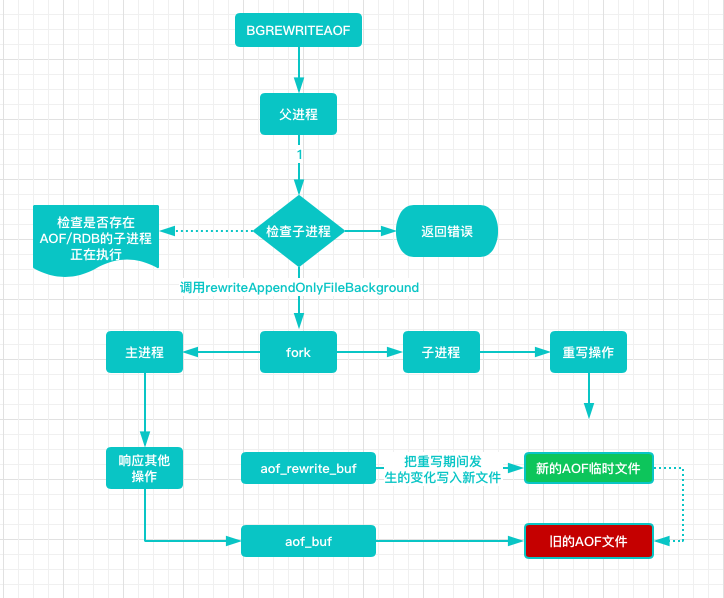 BGREWRITEAOF
父进程
1
检查是否存在
AOF/RDB的子进程
正在执行
检查子进程
返回错误
调用rewriteAppendOnlyFileBackground
主进程
fork
子进程
重写操作
响应其他
操作
aof_rewrite_buf
把重写期间发
生的变化写入新文件
新的AOF临时文件
aof_buf
旧的AOF文件